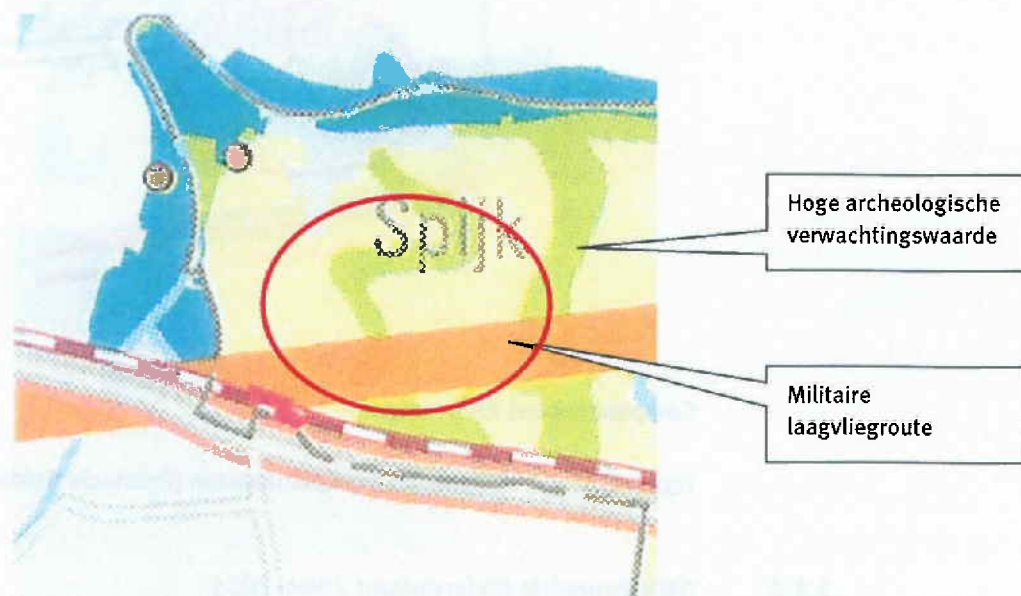 Spijk
Hoge archeologische
verwachtingswaarde
Militaire
laagvliegroute